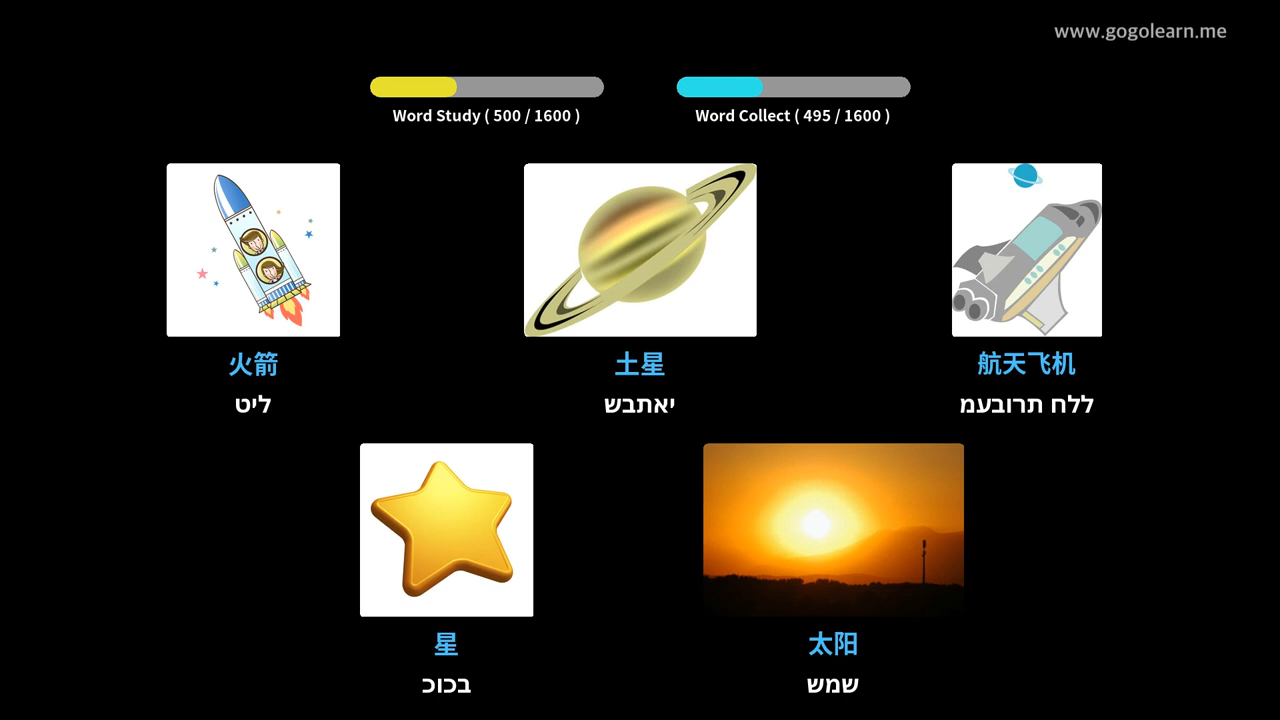 www.gogolearn.me
Word Study ( 500 / 1600 )
Word Collect ( 495 / 1600 )
火箭
ליט
土星
יאתבש
航天飞机
ללח תרובעמ
星
בכוכ
太阳
שמש